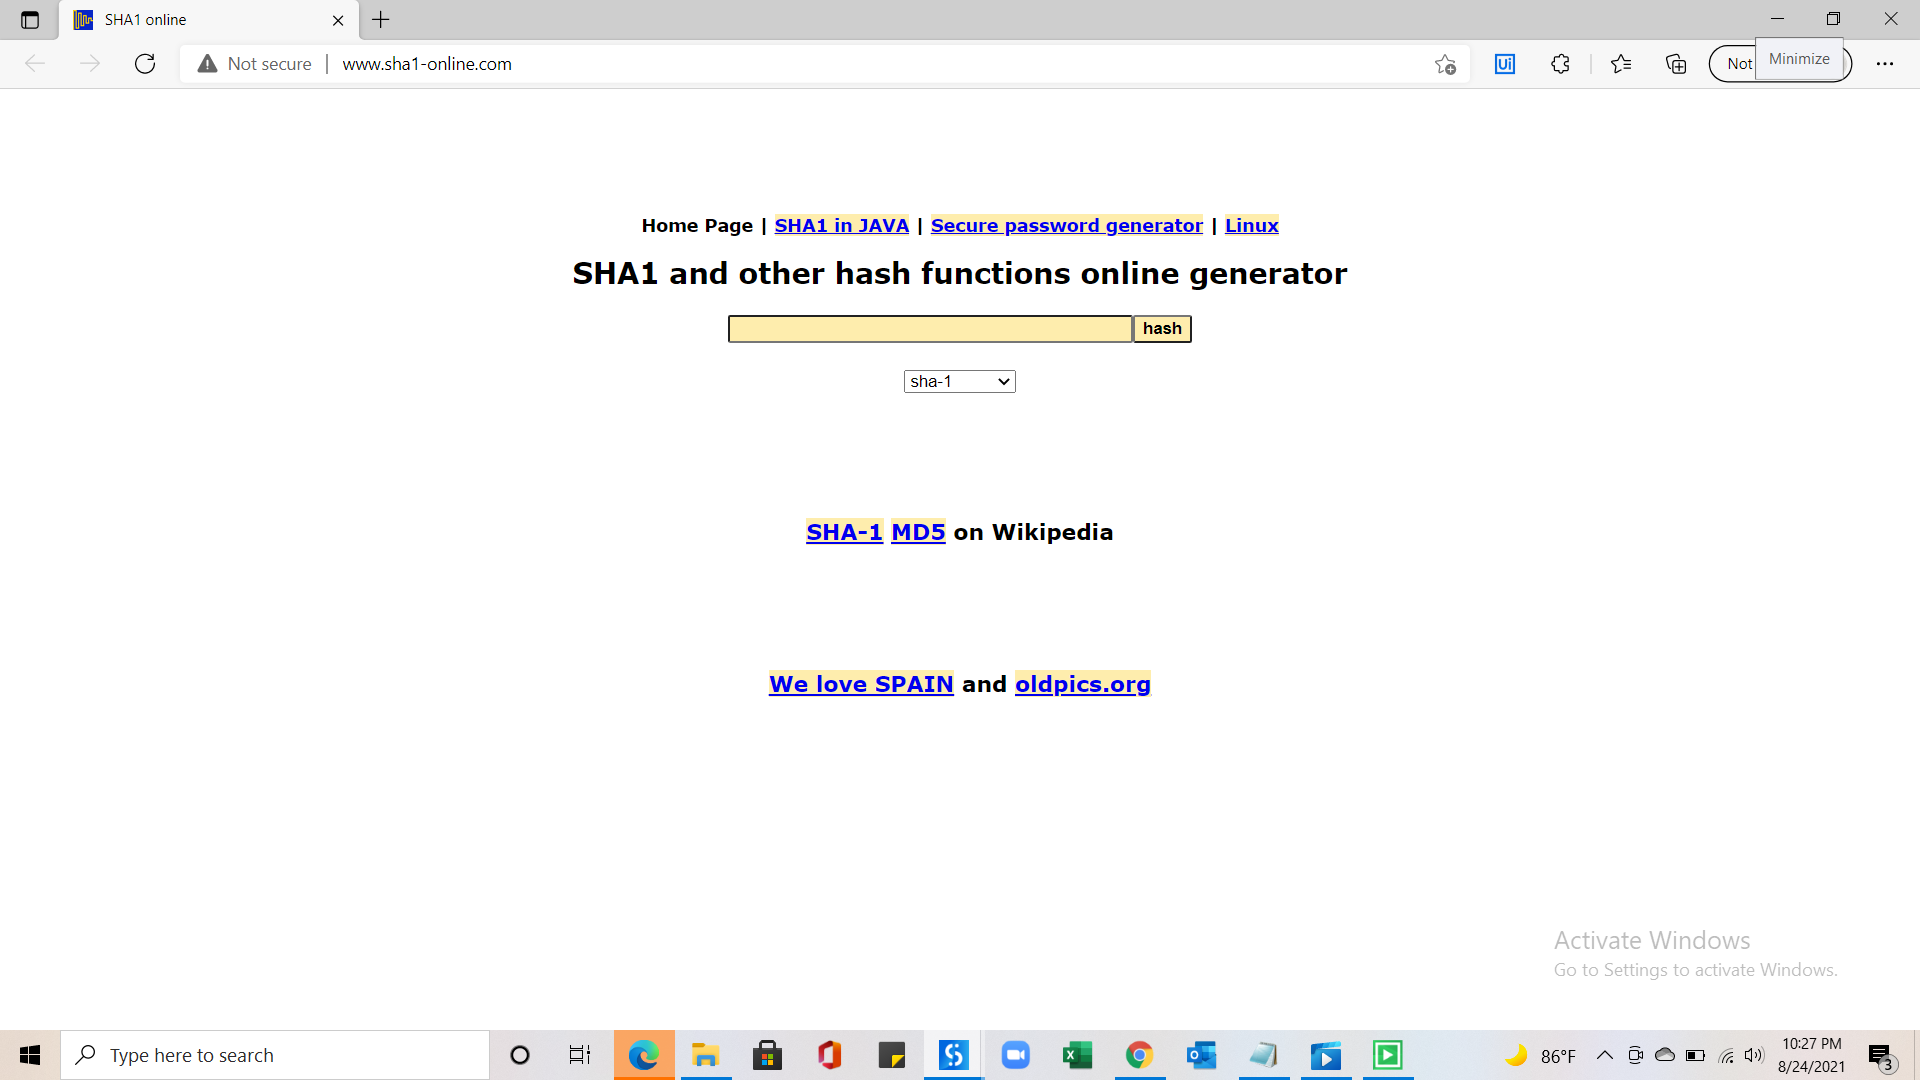 SHA1 online
Not secure | www.sha1-online.com
Ui
Not
Minimize
Home Page | SHA1 in JAVA | Secure password generator | Linux
SHA1 and other hash functions online generator
hash
sha-1
SHA-1 MD5 on Wikipedia
We love SPAIN and oldpics.org
Activate Windows
Go to Settings to activate Windows.
Type here to search
86°F
10:27 PM
8/24/2021
3